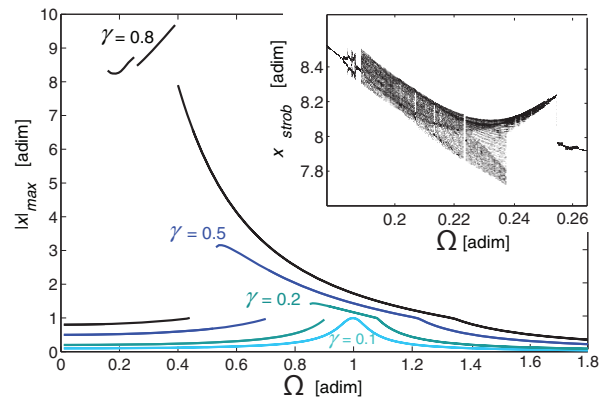 10
9
8
7
6
5
4
3
2
1
0
|x|max [adim]
γ = 0.8
γ = 0.5
γ = 0.2
γ = 0.1
0 0.2 0.4 0.6 0.8 1 1.2 1.4 1.6 1.8
Ω [adim]
8.4
8.2
8
7.8
x strob [adim]
0.2 0.22 0.24 0.26
Ω [adim]